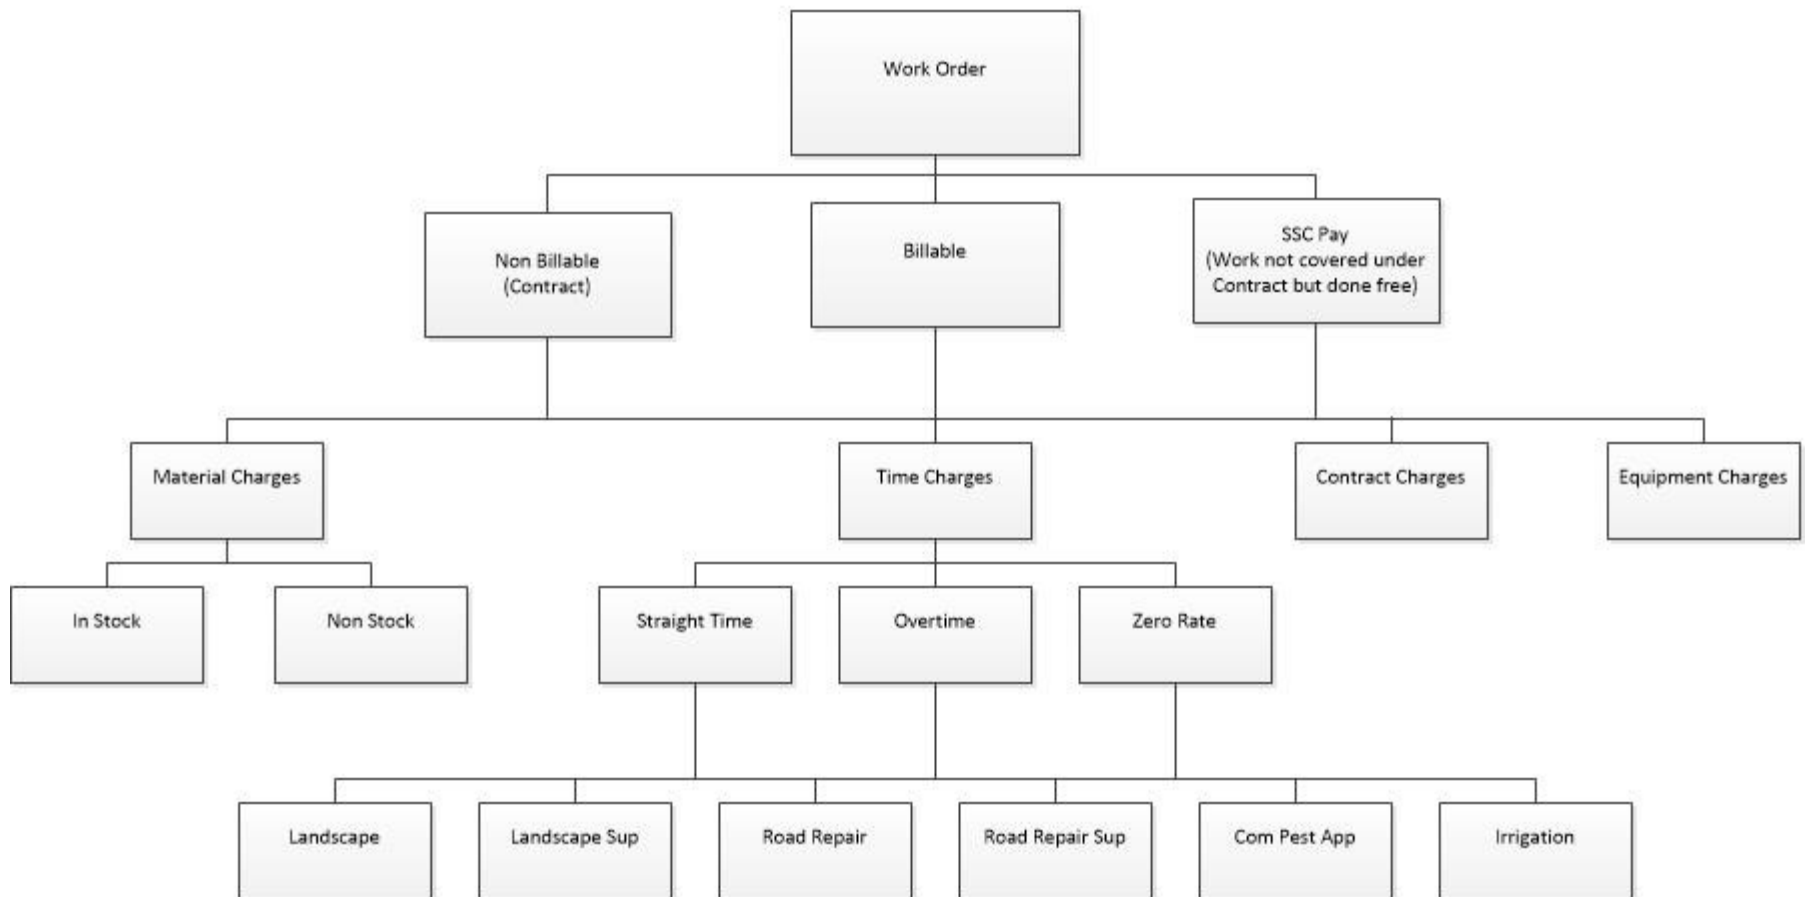 Work Order
Non Billable
(Contract)
Billable
SSC Pay
(Work not covered under
Contract but done free)
Material Charges
Time Charges
Contract Charges
Equipment Charges
In Stock
Non Stock
Straight Time
Overtime
Zero Rate
Landscape
Landscape Sup
Road Repair
Road Repair Sup
Com Pest App
Irrigation